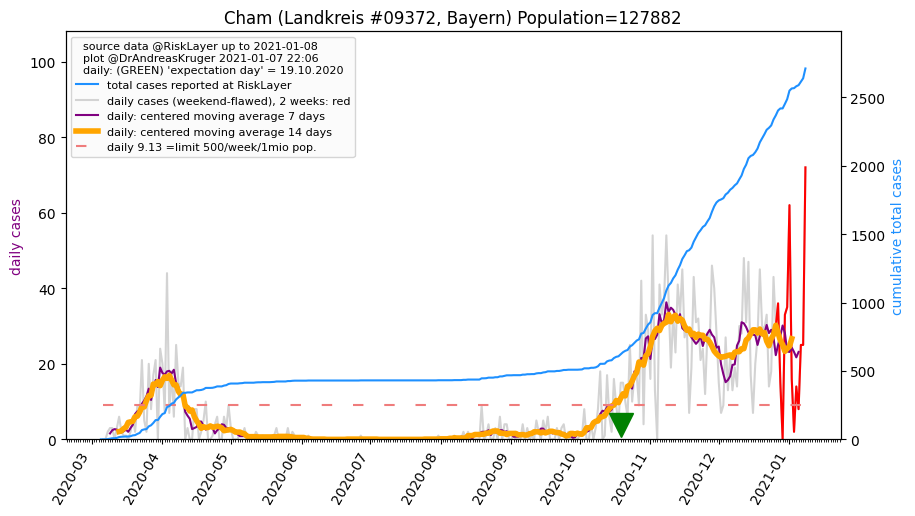 Cham (Landkreis #09372, Bayern) Population=127882
source data @RiskLayer up to 2021-01-08
plot @DrAndreasKruger 2021-01-07 22:06
daily: (GREEN) 'expectation day' = 19.10.2020
total cases reported at RiskLayer
daily cases (weekend-flawed), 2 weeks: red
daily: centered moving average 7 days
daily: centered moving average 14 days
daily 9.13 =limit 500/week/1mio pop.
daily cases
100
80
60
40
20
0
cumulative total cases
2500
2000
1500
1000
500
0
2020-03
2020-04
2020-05
2020-06
2020-07
2020-08
2020-09
2020-10
2020-11
2020-12
2021-01